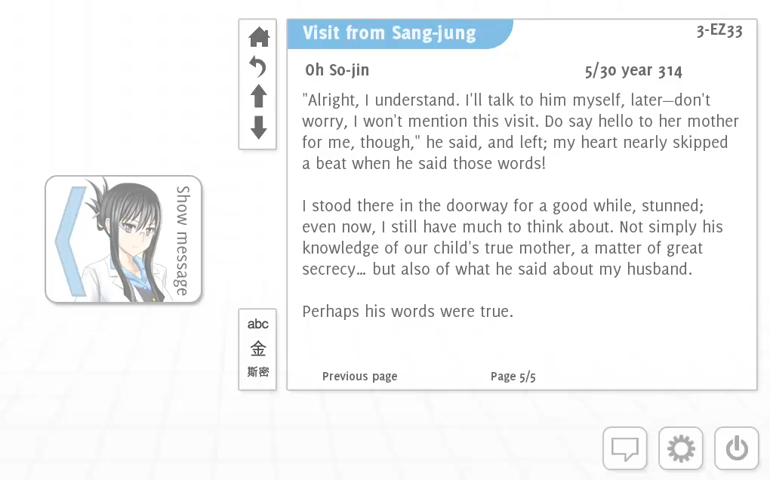 Visit from Sang-jung
3-EZ33
Oh So-jin
5/30 year 314
"Alright, I understand. I'll talk to him myself, later—don't
worry, I won't mention this visit. Do say hello to her mother
for me, though," he said, and left; my heart nearly skipped
a beat when he said those words!
I stood there in the doorway for a good while, stunned;
even now, I still have much to think about. Not simply his
knowledge of our child's true mother, a matter of great
secrecy... but also of what he said about my husband.
Perhaps his words were true.
Previous page
Page 5/5
Show message
abc
金
斯密